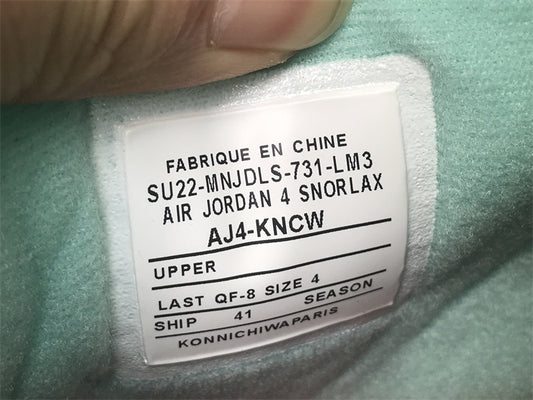 FABRIQUE EN CHINE
SU22-MNJDLS-731-LM3
AIR JORDAN 4 SNORLAX
AJ4-KNCW
UPPER
LAST QF-8 SIZE 4
SHIP 41 SEASON
KONNICHIWAPARIS